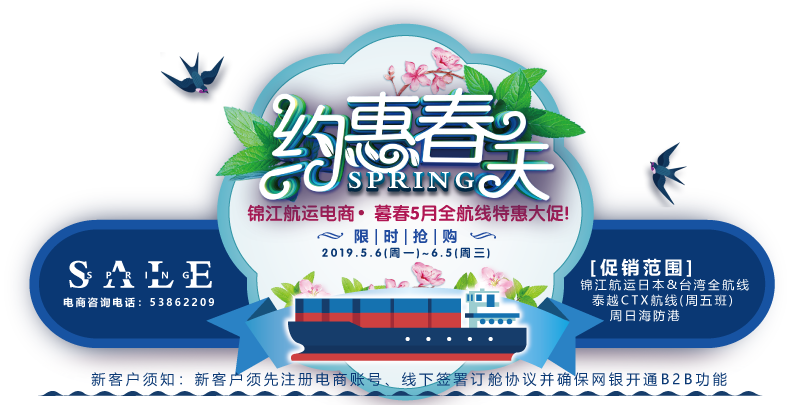 约惠春天
SPRING
锦江航运电商•暮春5月全航线特惠大促!
限|时|抢|购
2019.5.6(周一)~6.5(周三)
SALE
SPRING
电商咨询电话：53862209
[促销范围]
锦江航运日本&台湾全航线
泰越CTX航线(周五班)
周日海防港
新客户须知：新客户须先注册电商账号、线下签署订舱协议并确保网银开通B2B功能